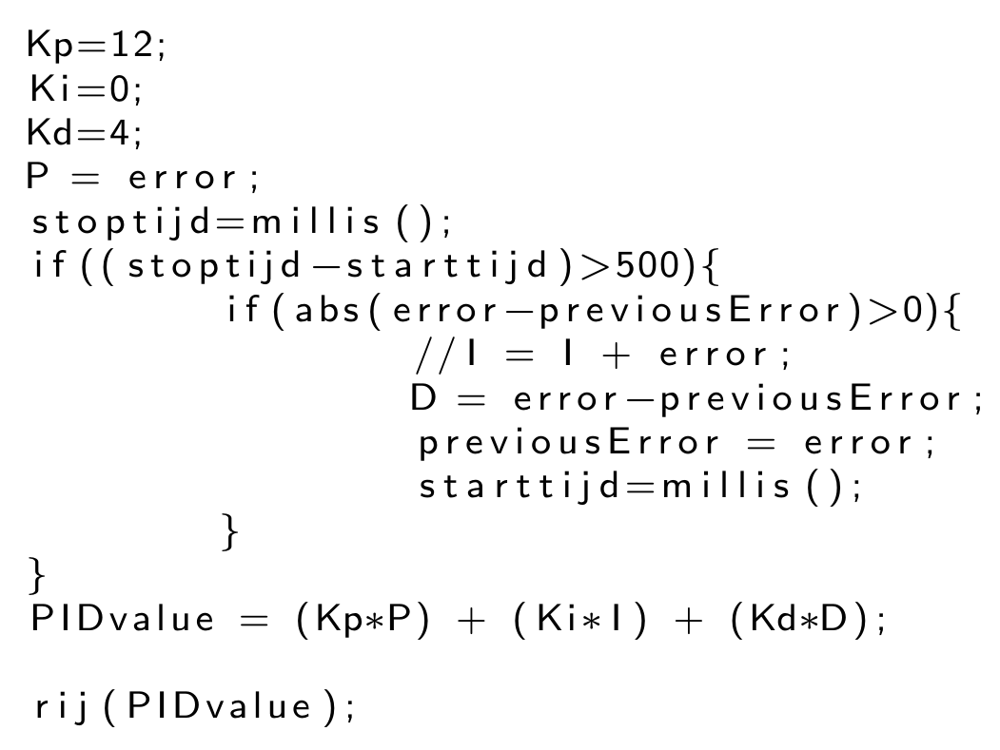 Kp=12;
Ki=0;
Kd=4;
P = error;
stoptijd=millis();
if((stoptijd-starttijd)>500){
if(abs(error-previousError)>0){
//I = I + error;
D = error-previousError;
previousError = error;
starttijd=millis();
}
}
PIDvalue = (Kp*P) + (Ki*I) + (Kd*D);
rij(PIDvalue);